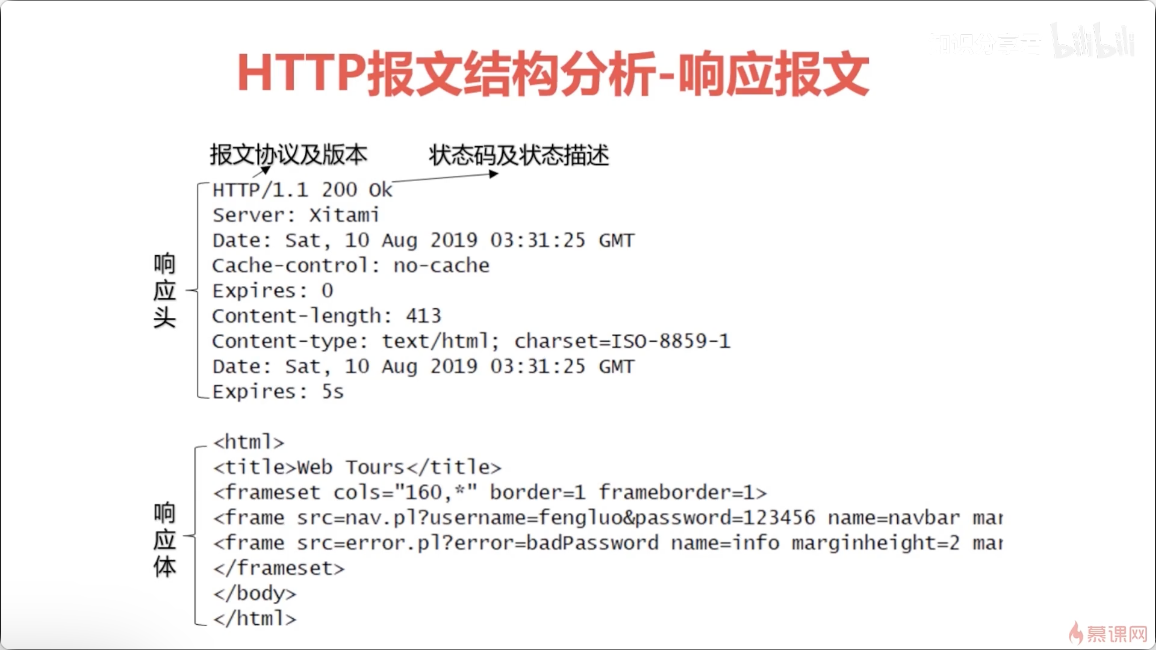 HTTP报文结构分析-响应报文
bilibili
报文协议及版本
状态码及状态描述
响应头
HTTP/1.1 200 Ok
Server: Xitami
Date: Sat, 10 Aug 2019 03:31:25 GMT
Cache-control: no-cache
Expires: 0
Content-length: 413
Content-type: text/html; charset=ISO-8859-1
Date: Sat, 10 Aug 2019 03:31:25 GMT
Expires: 5s
响应体
<html>
<title>Web Tours</title>
<frameset cols="160,*" border=1 frameborder=1>
<frame src=nav.pl?username=fengluo&password=123456 name=navbar mar
<frame src=error.pl?error=badPassword name=info marginheight=2 mar
</frameset>
</body>
</html>
慕课网